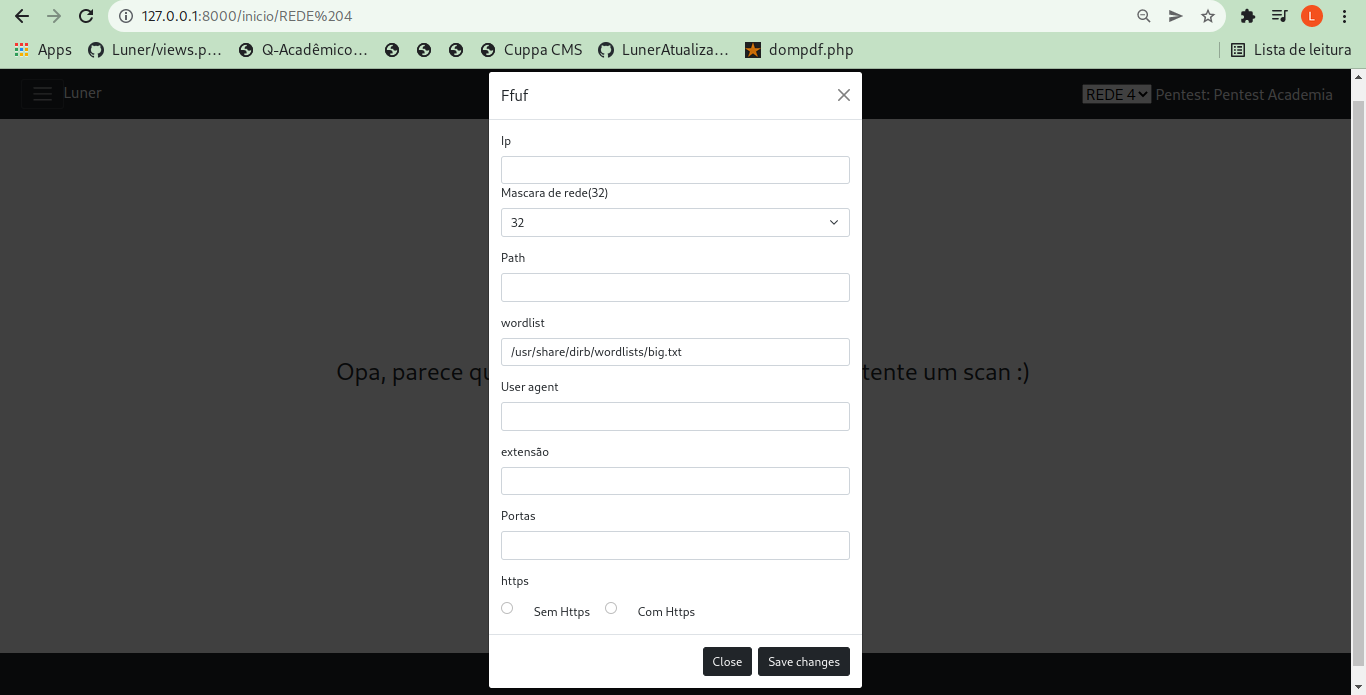 127.0.0.1:8000/inicio/REDE%204
L
Apps Luner/views.p… Q-Acadêmico… Cuppa CMS LunerAtualiza… dompdf.php Lista de leitura
Luner REDE 4 Pentest: Pentest Academia
Ffuf
Ip
Mascara de rede(32)
32
Path
wordlist
/usr/share/dirb/wordlists/big.txt
Opa, parece qu tente um scan :)
User agent
extensão
Portas
https
Sem Https Com Https
Close Save changes